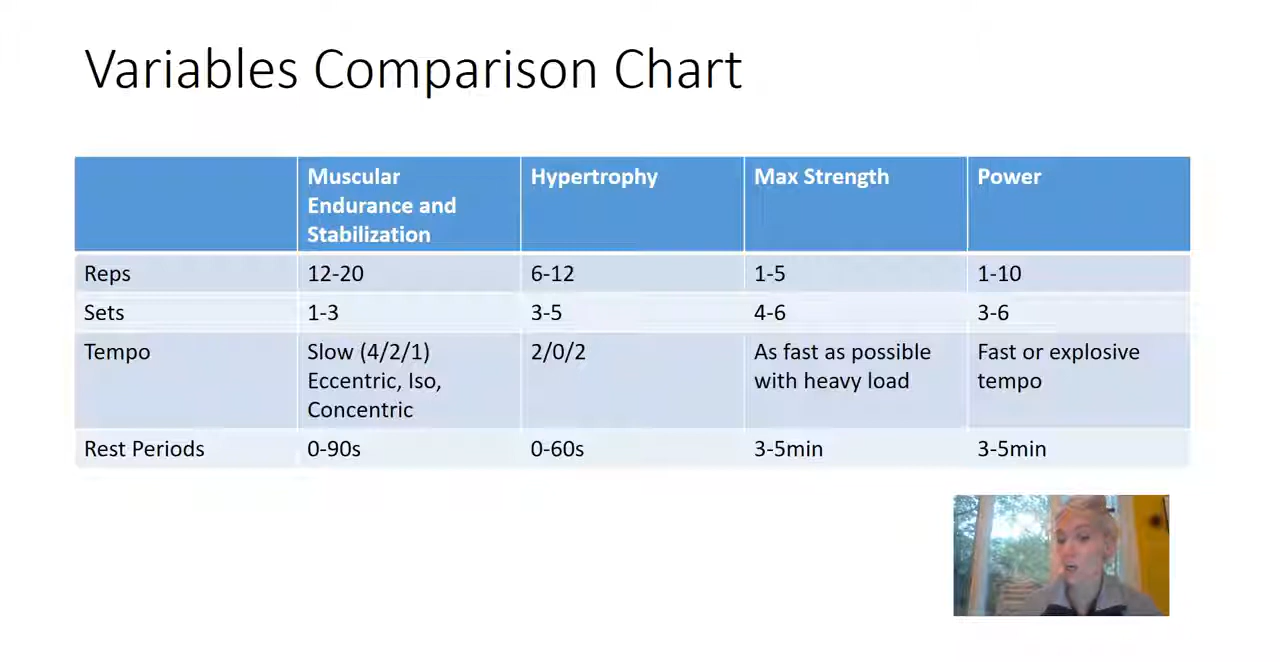 Variables Comparison Chart
Muscular
Endurance and
Stabilization
Hypertrophy
Max Strength
Power
Reps
12-20
6-12
1-5
1-10
Sets
1-3
3-5
4-6
3-6
Tempo
Slow (4/2/1)
Eccentric, Iso,
Concentric
2/0/2
As fast as possible
with heavy load
Fast or explosive
tempo
Rest Periods
0-90s
0-60s
3-5min
3-5min